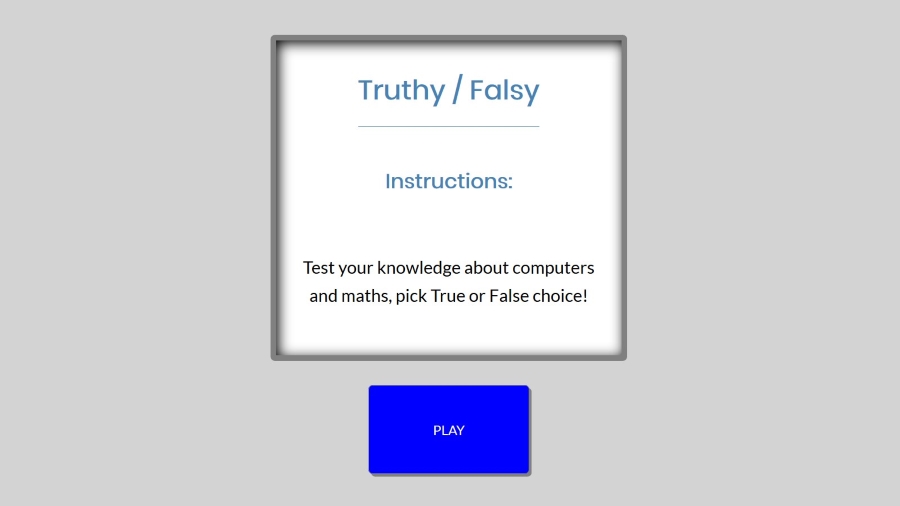 Truthy / Falsy
Instructions:
Test your knowledge about computers
and maths, pick True or False choice!
PLAY